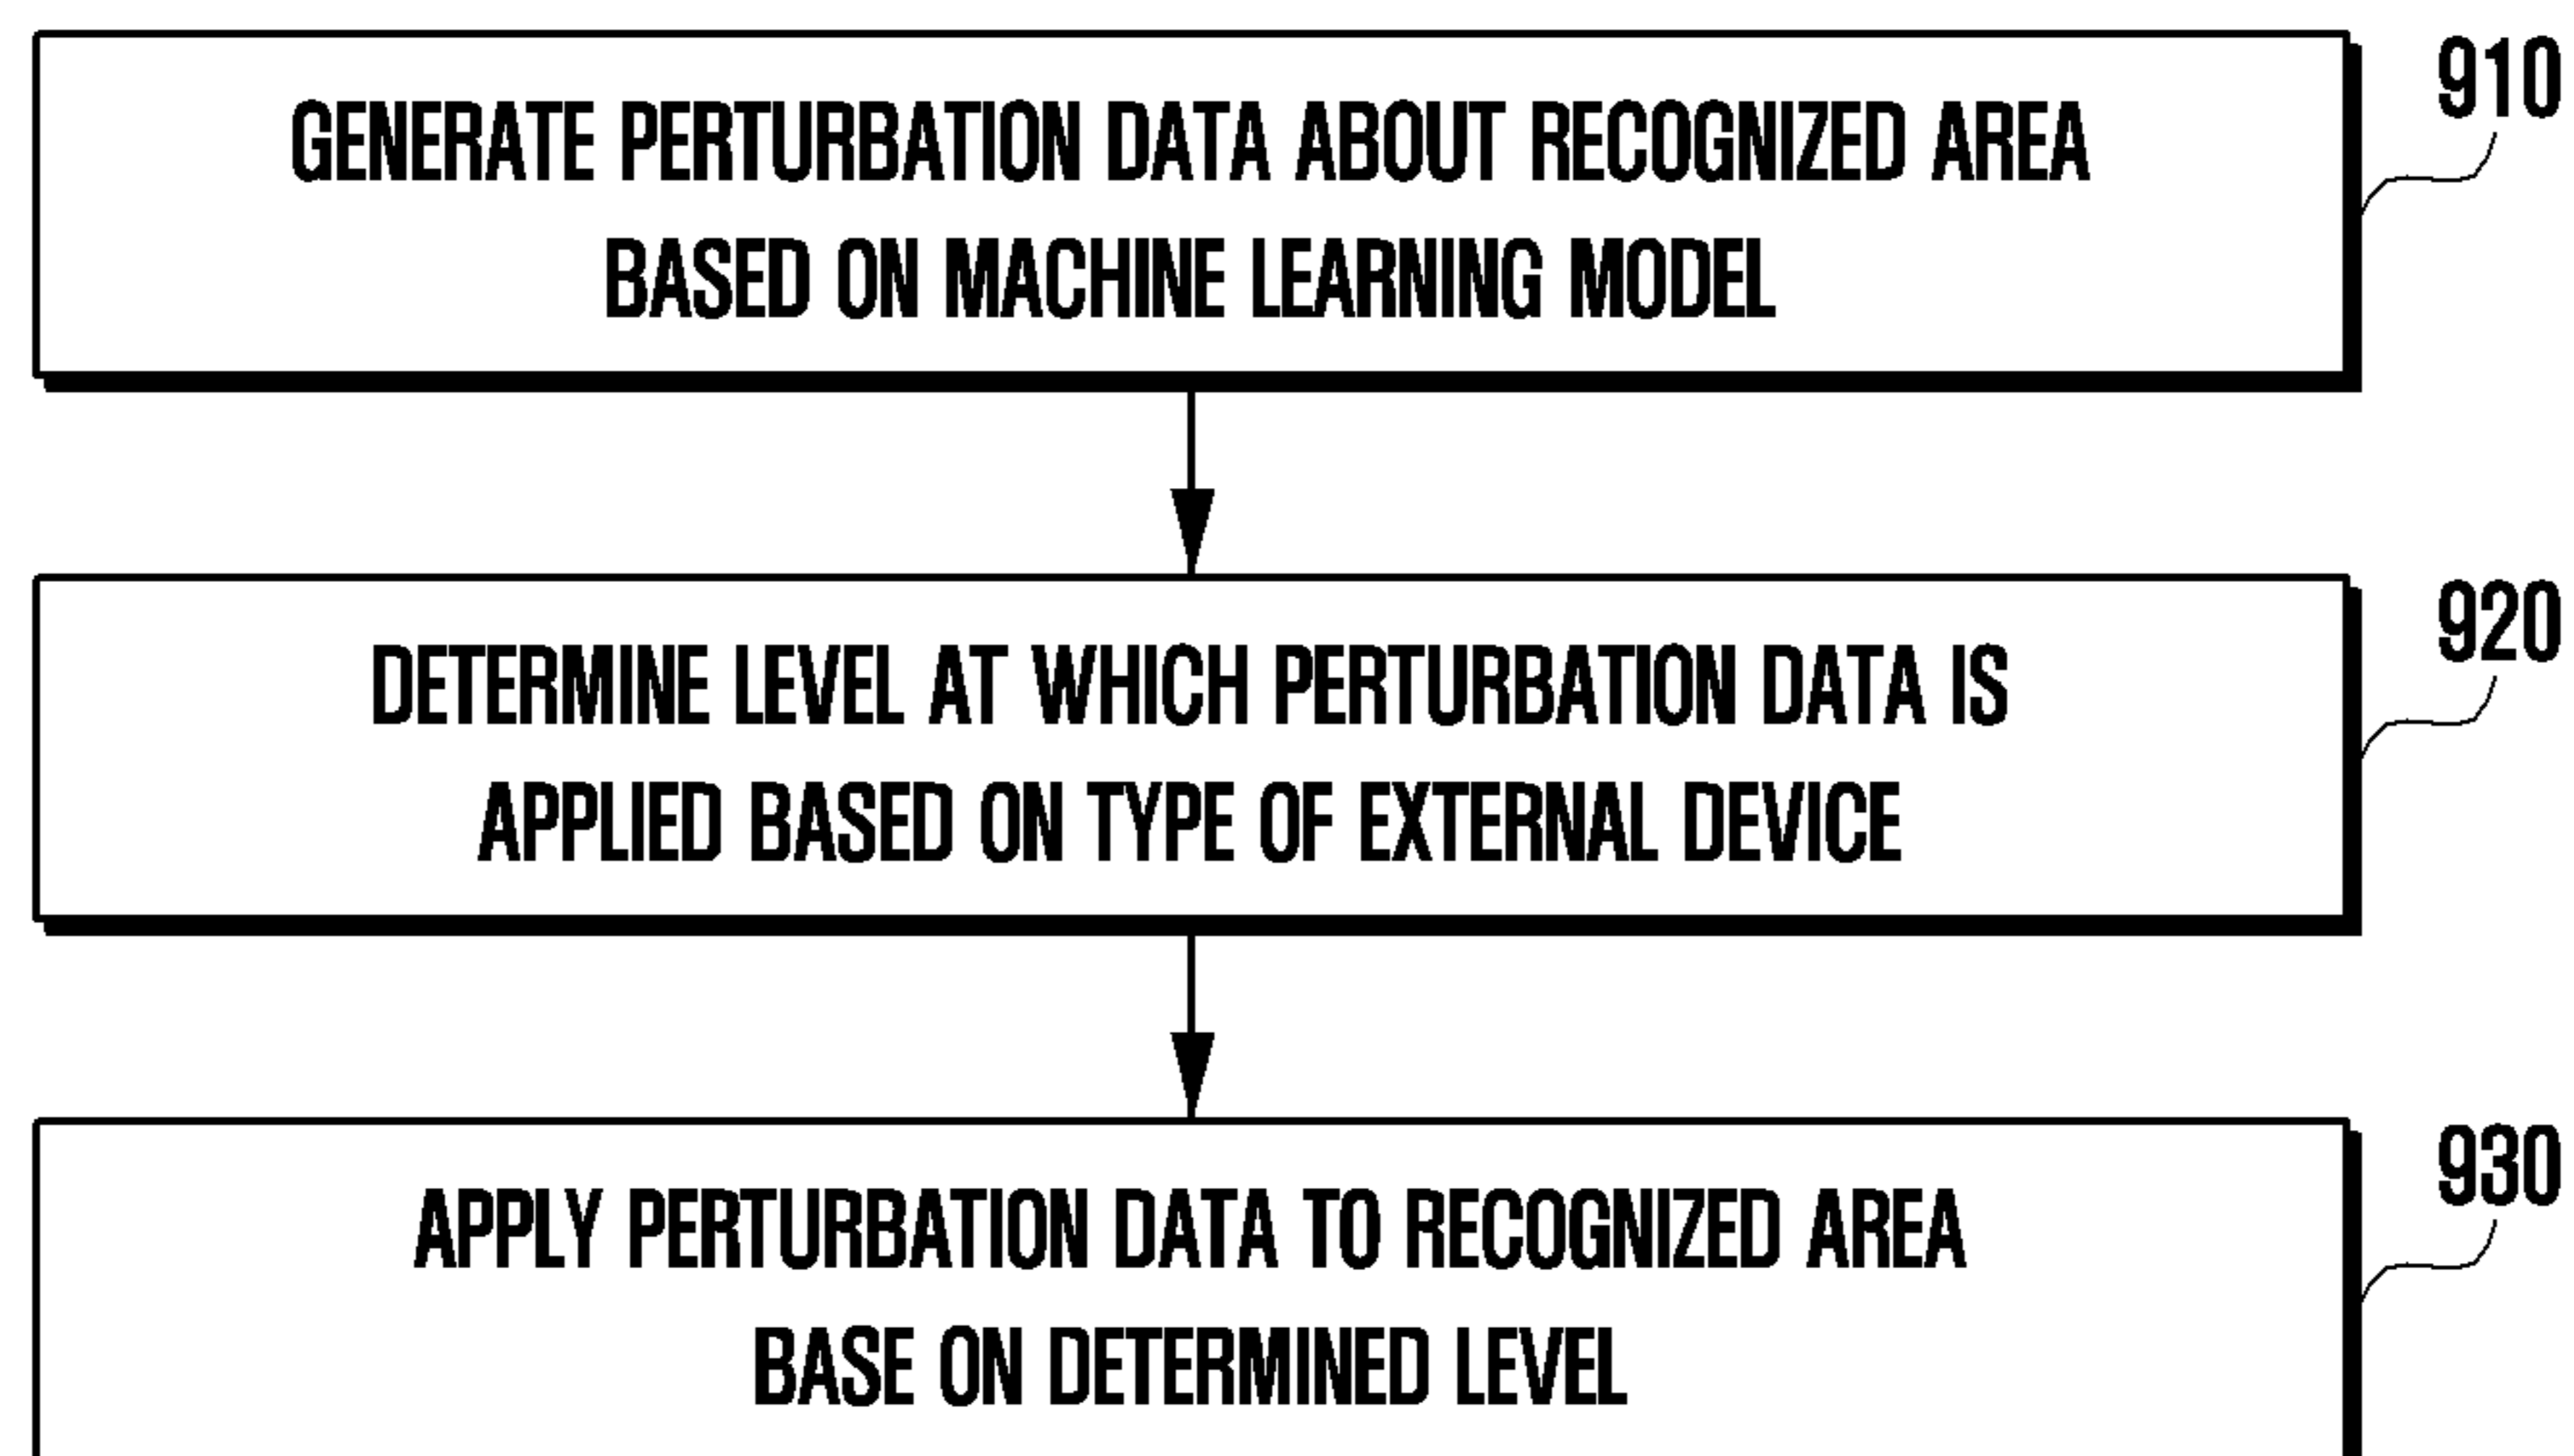 GENERATE PERTURBATION DATA ABOUT RECOGNIZED AREA
BASED ON MACHINE LEARNING MODEL
910
DETERMINE LEVEL AT WHICH PERTURBATION DATA IS
APPLIED BASED ON TYPE OF EXTERNAL DEVICE
920
APPLY PERTURBATION DATA TO RECOGNIZED AREA
BASE ON DETERMINED LEVEL
930